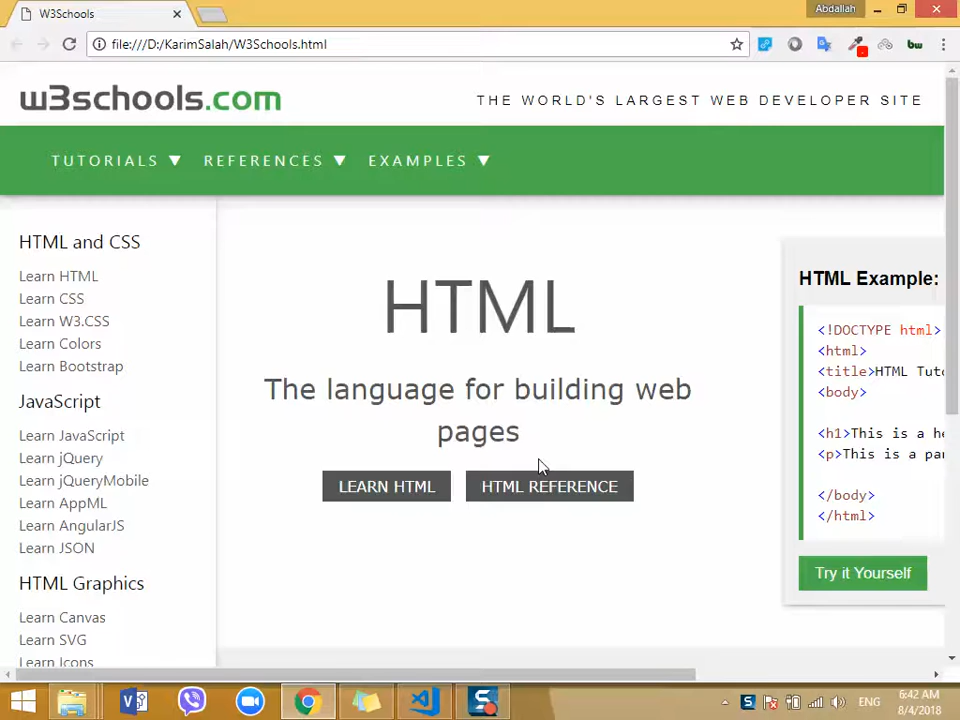 W3Schools
Abdallah
file:///D:/KarimSalah/W3Schools.html
bw
w3schools.com
THE WORLD'S LARGEST WEB DEVELOPER SITE
TUTORIALS ▼ REFERENCES ▼ EXAMPLES ▼
HTML and CSS
Learn HTML
Learn CSS
Learn W3.CSS
Learn Colors
Learn Bootstrap
JavaScript
Learn JavaScript
Learn jQuery
Learn jQueryMobile
Learn AppML
Learn AngularJS
Learn JSON
HTML Graphics
Learn Canvas
Learn SVG
Learn Icons
HTML
The language for building web
pages
LEARN HTML
HTML REFERENCE
HTML Example:
<!DOCTYPE html>
<html>
<title>HTML Tuto
<body>
<h1>This is a he
<p>This is a par
</body>
</html>
Try it Yourself
ENG
6:42 AM
8/4/2018